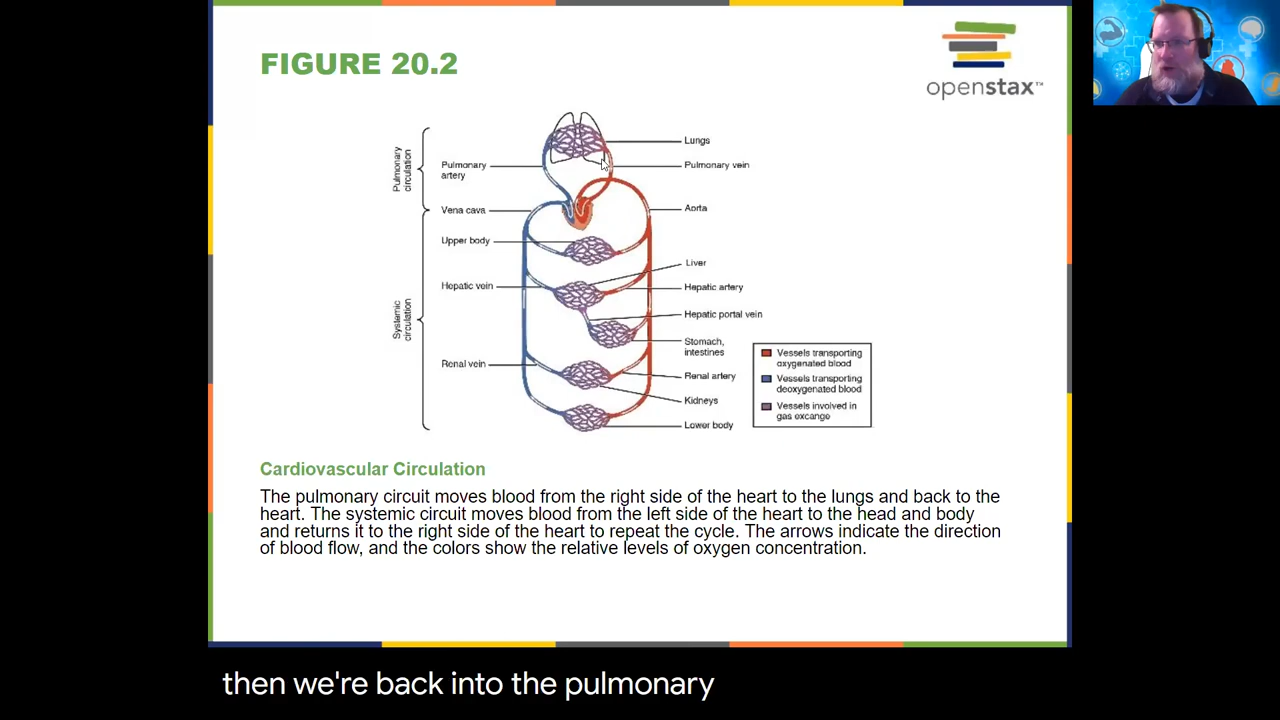 FIGURE 20.2
openstax™
Pulmonary
circulation
Systemic
circulation
Pulmonary
artery
Vena cava
Upper body
Hepatic vein
Renal vein
Lungs
Pulmonary vein
Aorta
Liver
Hepatic artery
Hepatic portal vein
Stomach,
intestines
Renal artery
Kidneys
Lower body
Vessels transporting
oxygenated blood
Vessels transporting
deoxygenated blood
Vessels involved in
gas excange
Cardiovascular Circulation
The pulmonary circuit moves blood from the right side of the heart to the lungs and back to the
heart. The systemic circuit moves blood from the left side of the heart to the head and body
and returns it to the right side of the heart to repeat the cycle. The arrows indicate the direction
of blood flow, and the colors show the relative levels of oxygen concentration.
then we're back into the pulmonary